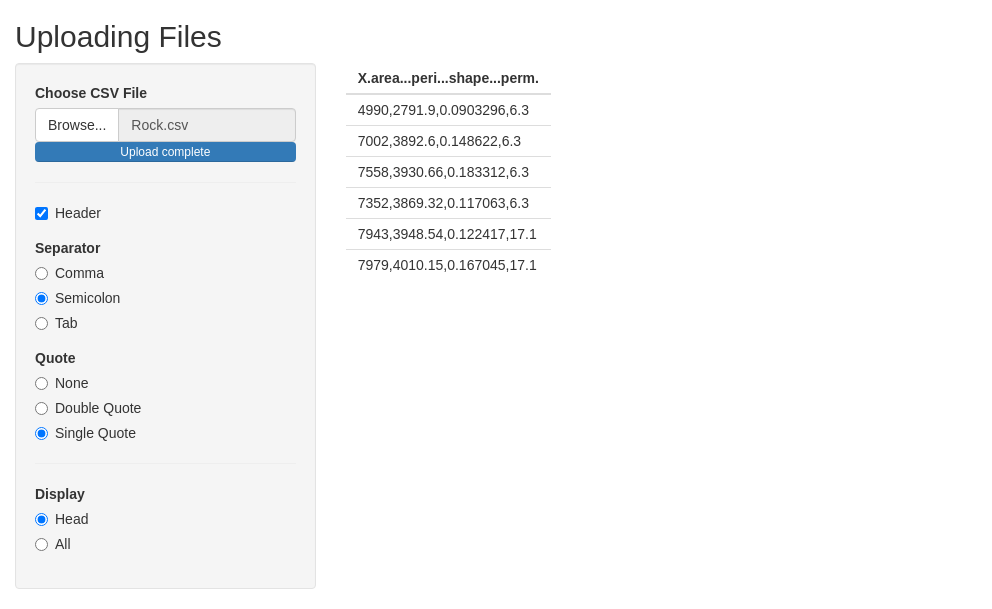 Uploading Files
Choose CSV File
Browse... Rock.csv
Upload complete
Header
Separator
Comma
Semicolon
Tab
Quote
None
Double Quote
Single Quote
Display
Head
All
X.area...peri...shape...perm.
4990,2791.9,0.0903296,6.3
7002,3892.6,0.148622,6.3
7558,3930.66,0.183312,6.3
7352,3869.32,0.117063,6.3
7943,3948.54,0.122417,17.1
7979,4010.15,0.167045,17.1